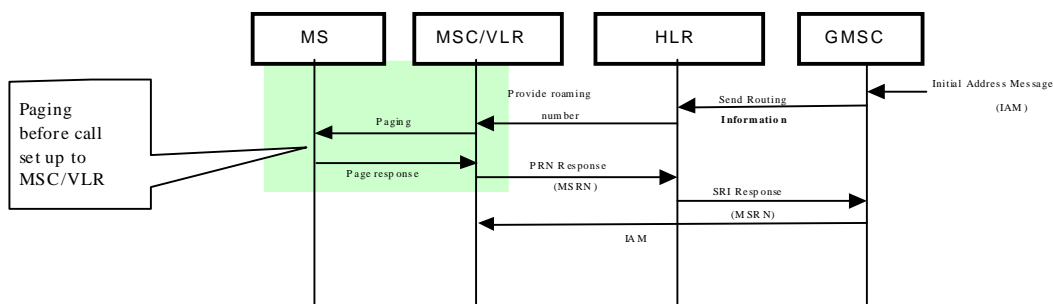 MS
MSC/VLR
HLR
GMSC
Initial Address Message
(IAM)
Provide roaming
number
Send Routing
Information
Paging
before call
set up to
MSC/VLR
Paging
Page response
PRN Response
(MSRN)
SRI Response
(MSRN)
IAM